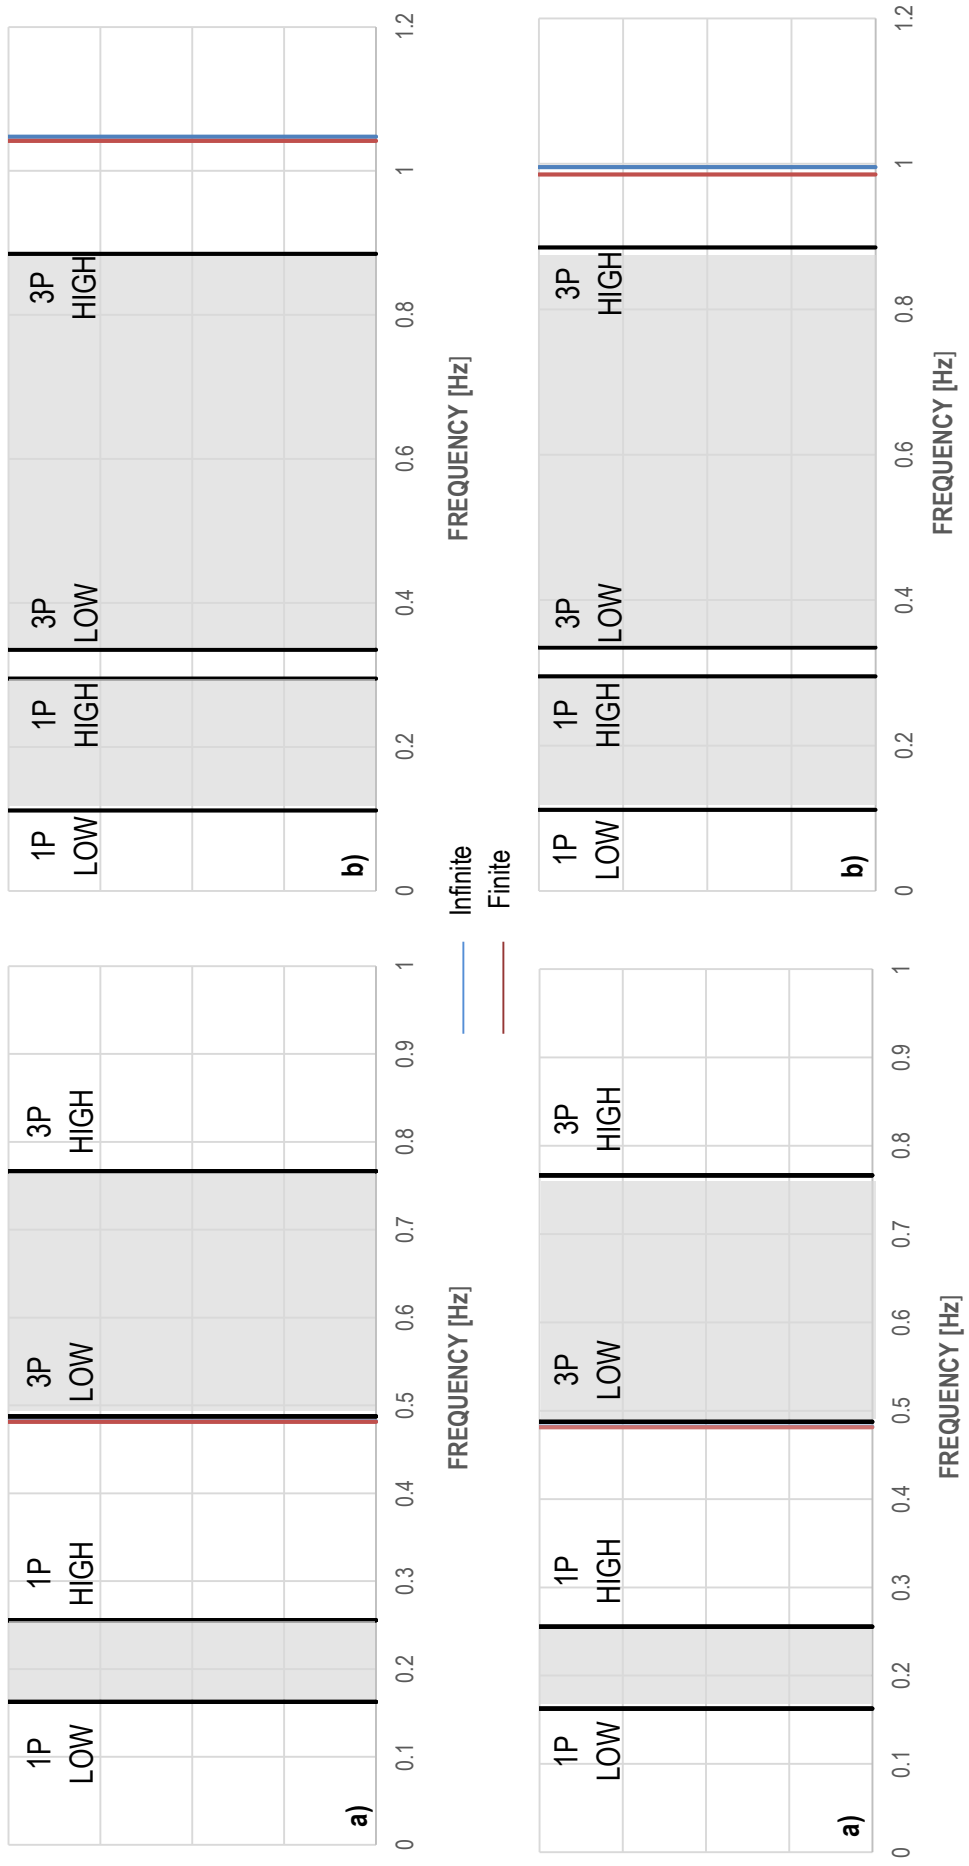 1P
LOW
1P
HIGH
3P
LOW
3P
HIGH
a)
0 0.1 0.2 0.3 0.4 0.5 0.6 0.7 0.8 0.9 1
FREQUENCY [Hz]
1P
LOW
1P
HIGH
3P
LOW
3P
HIGH
b)
0 0.2 0.4 0.6 0.8 1 1.2
FREQUENCY [Hz]
Infinite
Finite
1P
LOW
1P
HIGH
3P
LOW
3P
HIGH
a)
0 0.1 0.2 0.3 0.4 0.5 0.6 0.7 0.8 0.9 1
FREQUENCY [Hz]
1P
LOW
1P
HIGH
3P
LOW
3P
HIGH
b)
0 0.2 0.4 0.6 0.8 1 1.2
FREQUENCY [Hz]